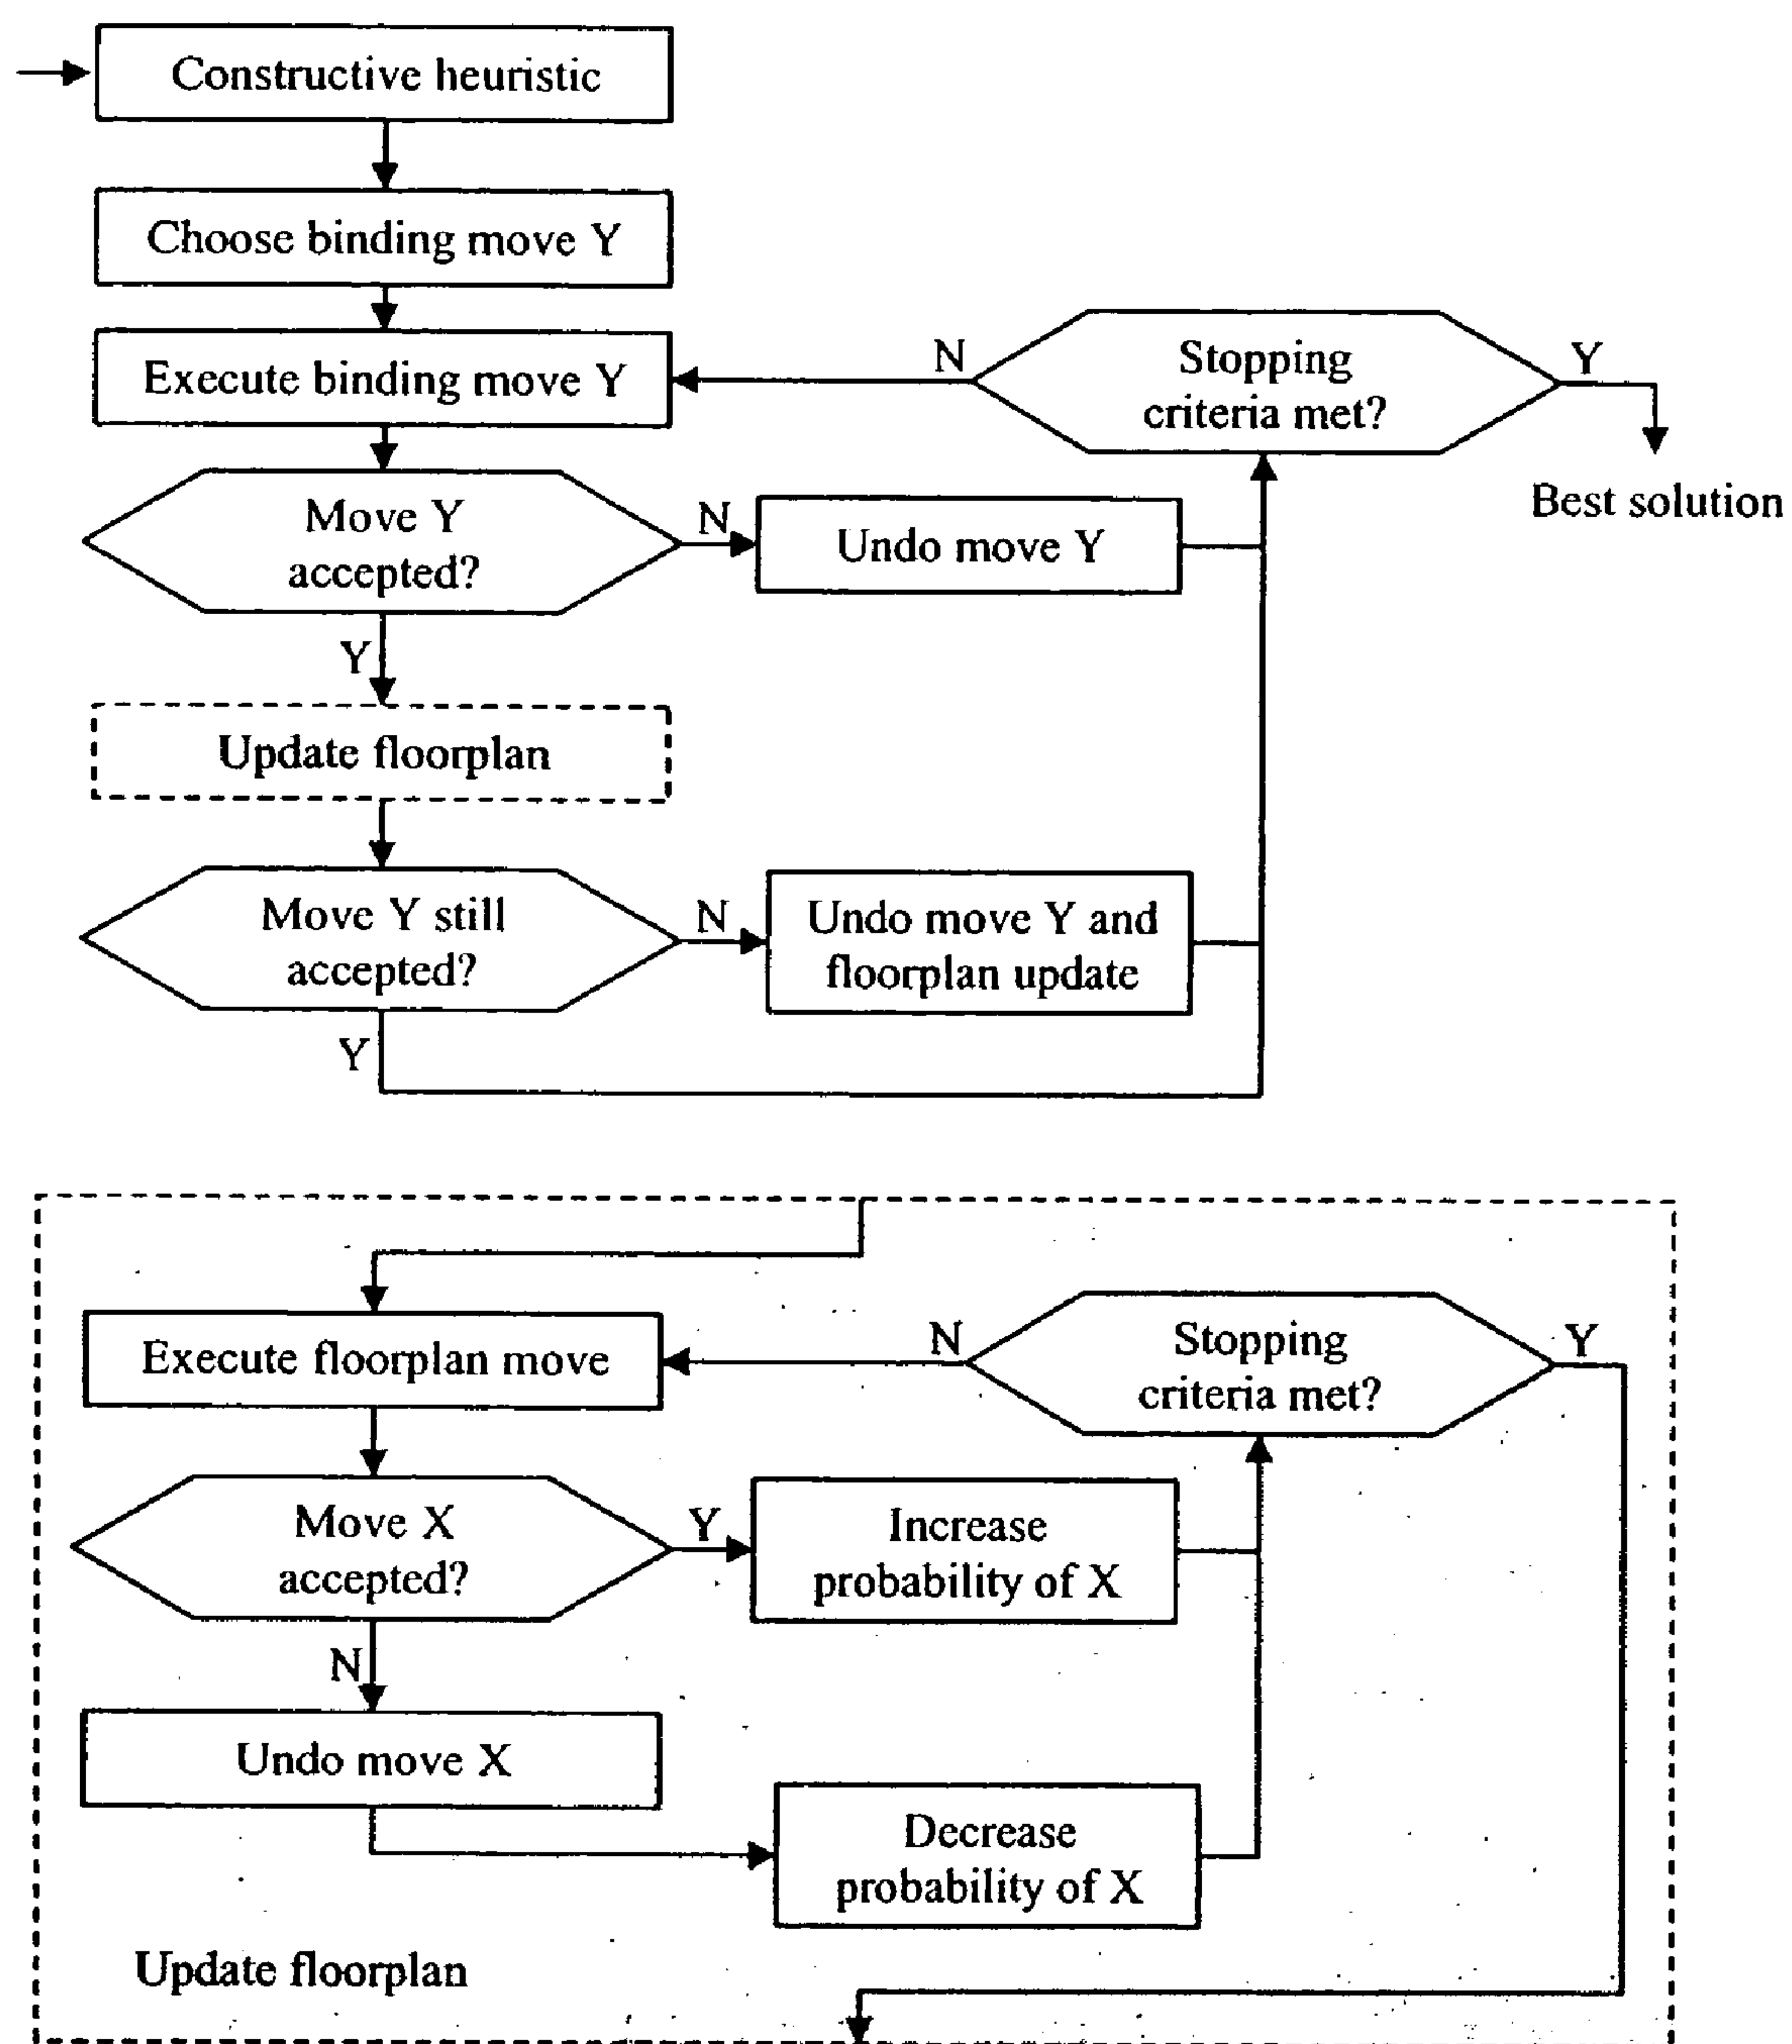 Constructive heuristic
Choose binding move Y
Execute binding move Y
N
Stopping
criteria met?
Y
Best solution
Move Y
accepted?
N
Undo move Y
Y
Update floorplan
Move Y still
accepted?
N
Undo move Y and
floorplan update
Y
Execute floorplan move
N
Stopping
criteria met?
Y
Move X
accepted?
Y
Increase
probability of X
N
Undo move X
Decrease
probability of X
Update floorplan